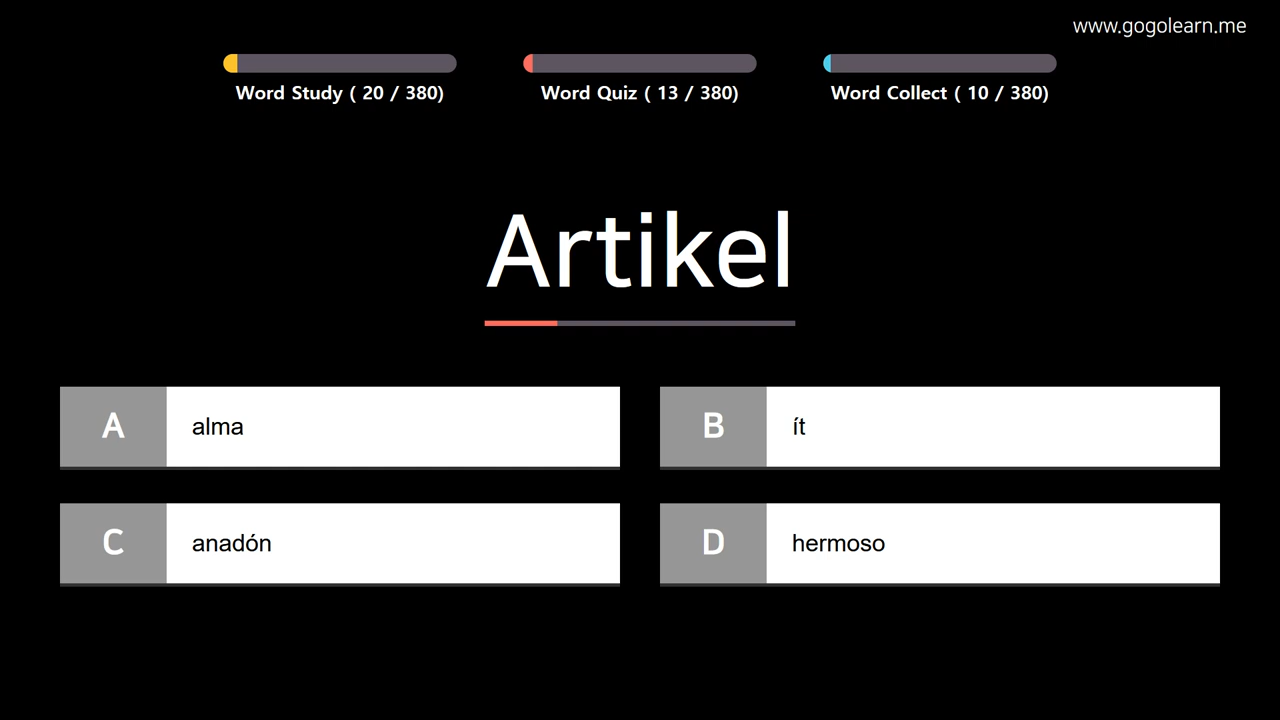 www.gogolearn.me
Word Study ( 20 / 380)
Word Quiz ( 13 / 380)
Word Collect ( 10 / 380)
Artikel
A alma
B ít
C anadón
D hermoso